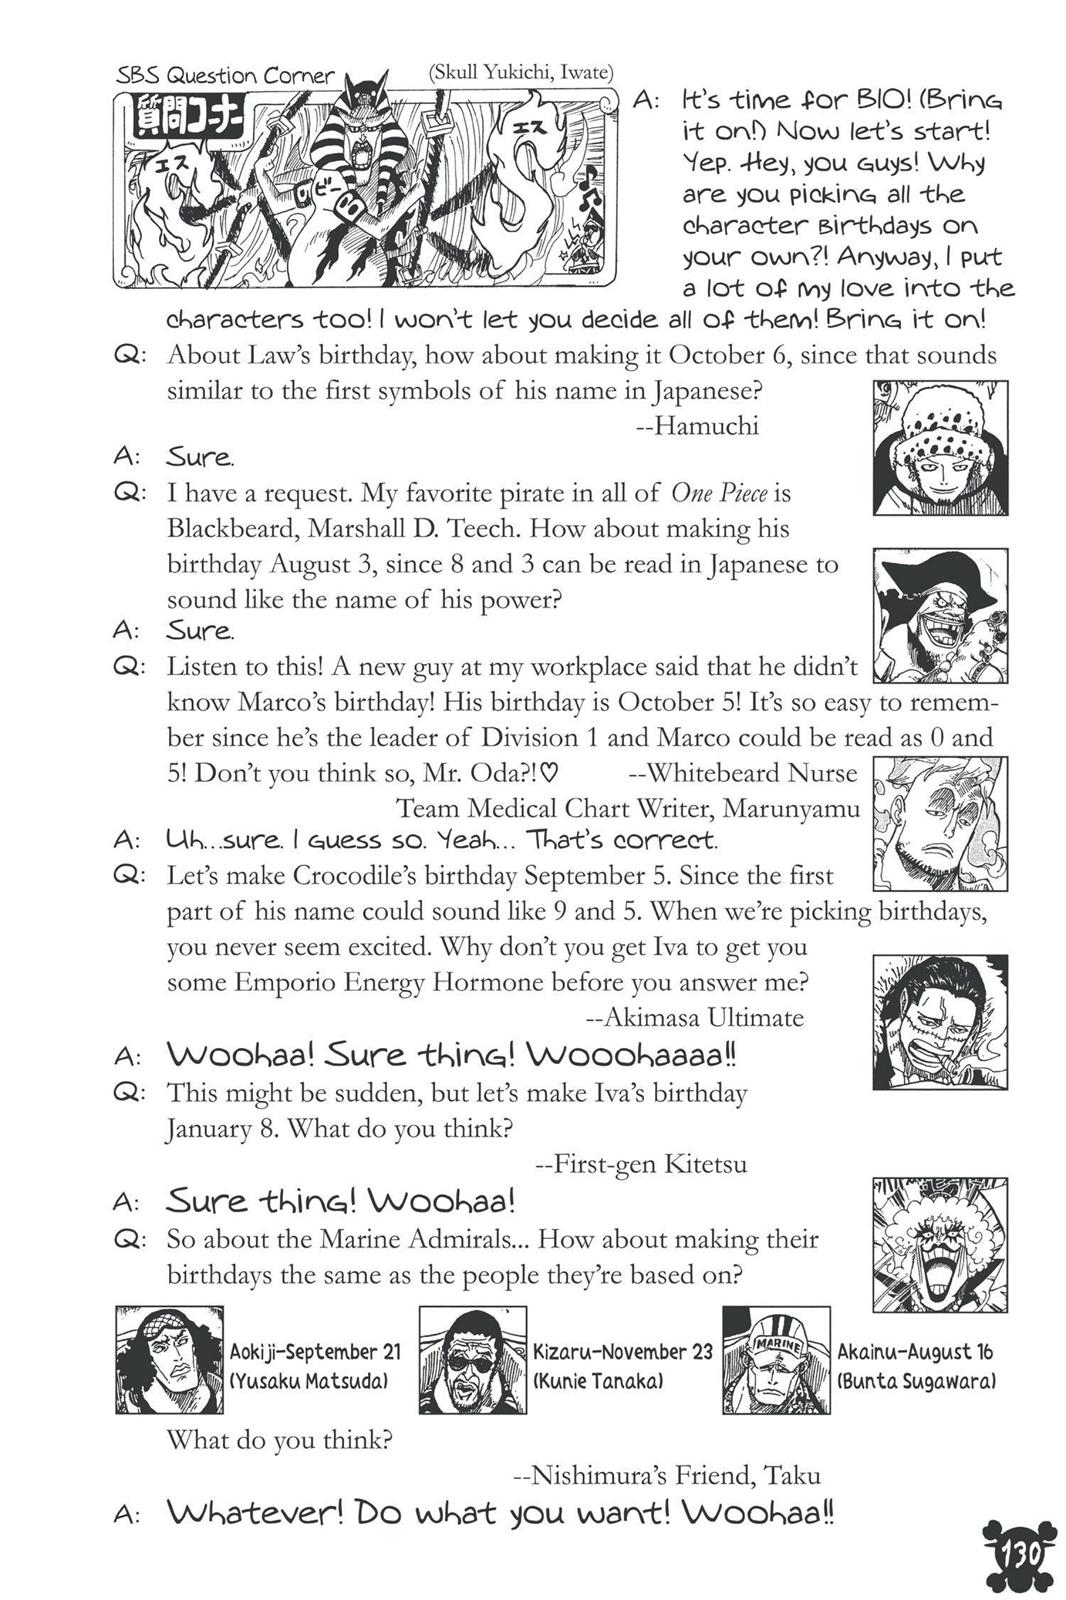 SBS Question Corner
(Skull Yukichi, Iwate)
質問コーナー
エス
エス
ロビー
A: It's time for BIO! (Bring
it on!) Now let's start!
Yep. Hey, you guys! Why
are you picking all the
character birthdays on
your own?! Anyway, I put
a lot of my love into the
characters too! I won't let you decide all of them! Bring it on!
Q: About Law's birthday, how about making it October 6, since that sounds
similar to the first symbols of his name in Japanese?
--Hamuchi
A: Sure.
Q: I have a request. My favorite pirate in all of One Piece is
Blackbeard, Marshall D. Teech. How about making his
birthday August 3, since 8 and 3 can be read in Japanese to
sound like the name of his power?
A: Sure.
Q: Listen to this! A new guy at my workplace said that he didn't
know Marco's birthday! His birthday is October 5! It's so easy to remem-
ber since he's the leader of Division 1 and Marco could be read as 0 and
5! Don't you think so, Mr. Oda?!♡ --Whitebeard Nurse
Team Medical Chart Writer, Marunyamu
A: Uh...sure. I guess so. Yeah... That's correct.
Q: Let's make Crocodile's birthday September 5. Since the first
part of his name could sound like 9 and 5. When we're picking birthdays,
you never seem excited. Why don't you get Iva to get you
some Emporio Energy Hormone before you answer me?
--Akimasa Ultimate
A: Woohaa! Sure thing! Wooohaaaa!!
Q: This might be sudden, but let's make Iva's birthday
January 8. What do you think?
--First-gen Kitetsu
A: Sure thing! Woohaa!
Q: So about the Marine Admirals... How about making their
birthdays the same as the people they're based on?
Aokiji-September 21
(Yusaku Matsuda)
Kizaru-November 23
(Kunie Tanaka)
MARINE
Akainu-August 16
(Bunta Sugawara)
What do you think?
--Nishimura's Friend, Taku
A: Whatever! Do what you want! Woohaa!!
130